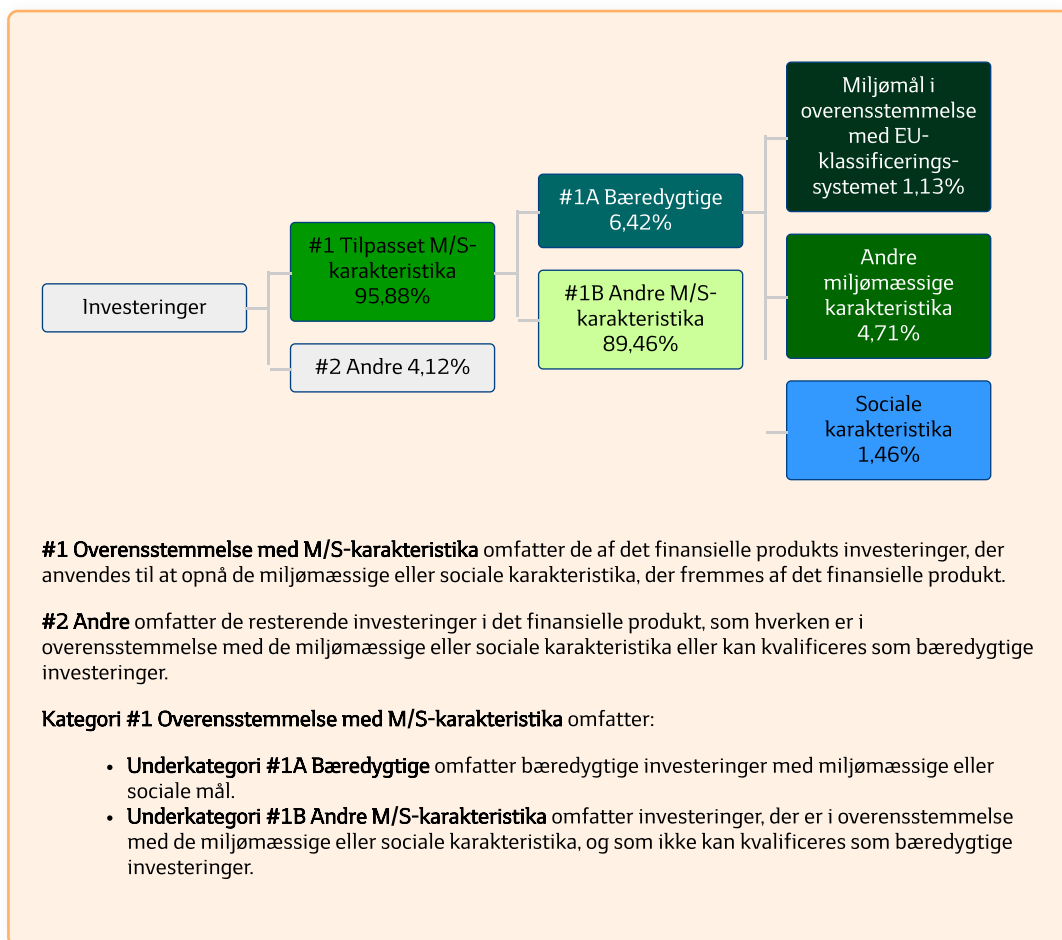 Investeringer
#1 Tilpasset M/S-
karakteristika
95,88%
#2 Andre 4,12%
#1A Bæredygtige
6,42%
#1B Andre M/S-
karakteristika
89,46%
Miljømål i
overensstemmelse
med EU-
klassificerings-
systemet 1,13%
Andre
miljømæssige
karakteristika
4,71%
Sociale
karakteristika
1,46%
#1 Overensstemmelse med M/S-karakteristika omfatter de af det finansielle produkts investeringer, der
anvendes til at opnå de miljømæssige eller sociale karakteristika, der fremmes af det finansielle produkt.
#2 Andre omfatter de resterende investeringer i det finansielle produkt, som hverken er i
overensstemmelse med de miljømæssige eller sociale karakteristika eller kan kvalificeres som bæredygtige
investeringer.
Kategori #1 Overensstemmelse med M/S-karakteristika omfatter:
• Underkategori #1A Bæredygtige omfatter bæredygtige investeringer med miljømæssige eller
sociale mål.
• Underkategori #1B Andre M/S-karakteristika omfatter investeringer, der er i overensstemmelse
med de miljømæssige eller sociale karakteristika, og som ikke kan kvalificeres som bæredygtige
investeringer.